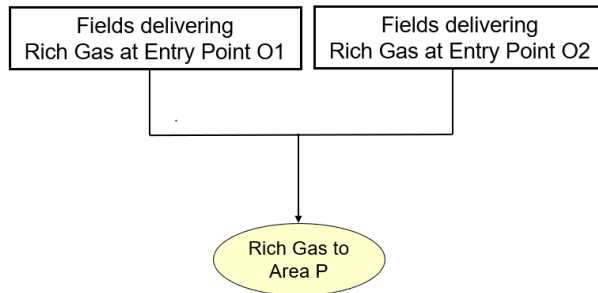 Fields delivering
Rich Gas at Entry Point O1
Fields delivering
Rich Gas at Entry Point O2
Rich Gas to
Area P